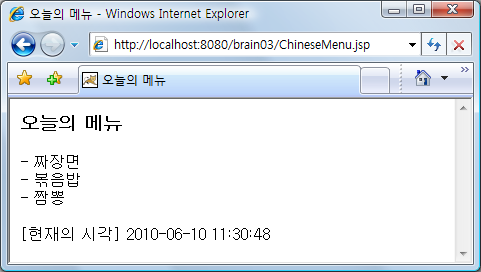 오늘의 메뉴 - Windows Internet Explorer
http://localhost:8080/brain03/ChineseMenu.jsp
오늘의 메뉴
오늘의 메뉴
- 짜장면
- 볶음밥
- 짬뽕
[현재의 시각] 2010-06-10 11:30:48